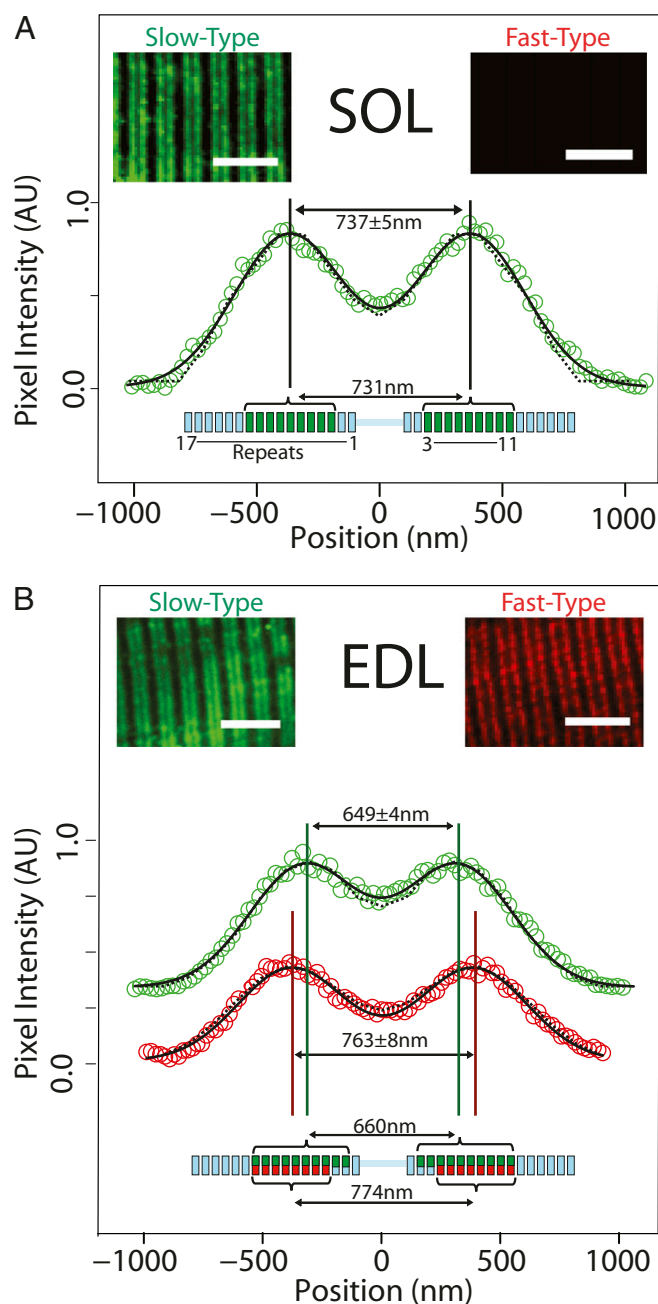 A
Slow-Type
Fast-Type
SOL
Pixel Intensity (AU)
1.0
0.0
737±5nm
731nm
17
1
3
11
Repeats
−1000
−500
0
500
1000
Position (nm)
B
Slow-Type
Fast-Type
EDL
Pixel Intensity (AU)
1.0
0.0
649±4nm
763±8nm
660nm
774nm
−1000
−500
0
500
1000
Position (nm)